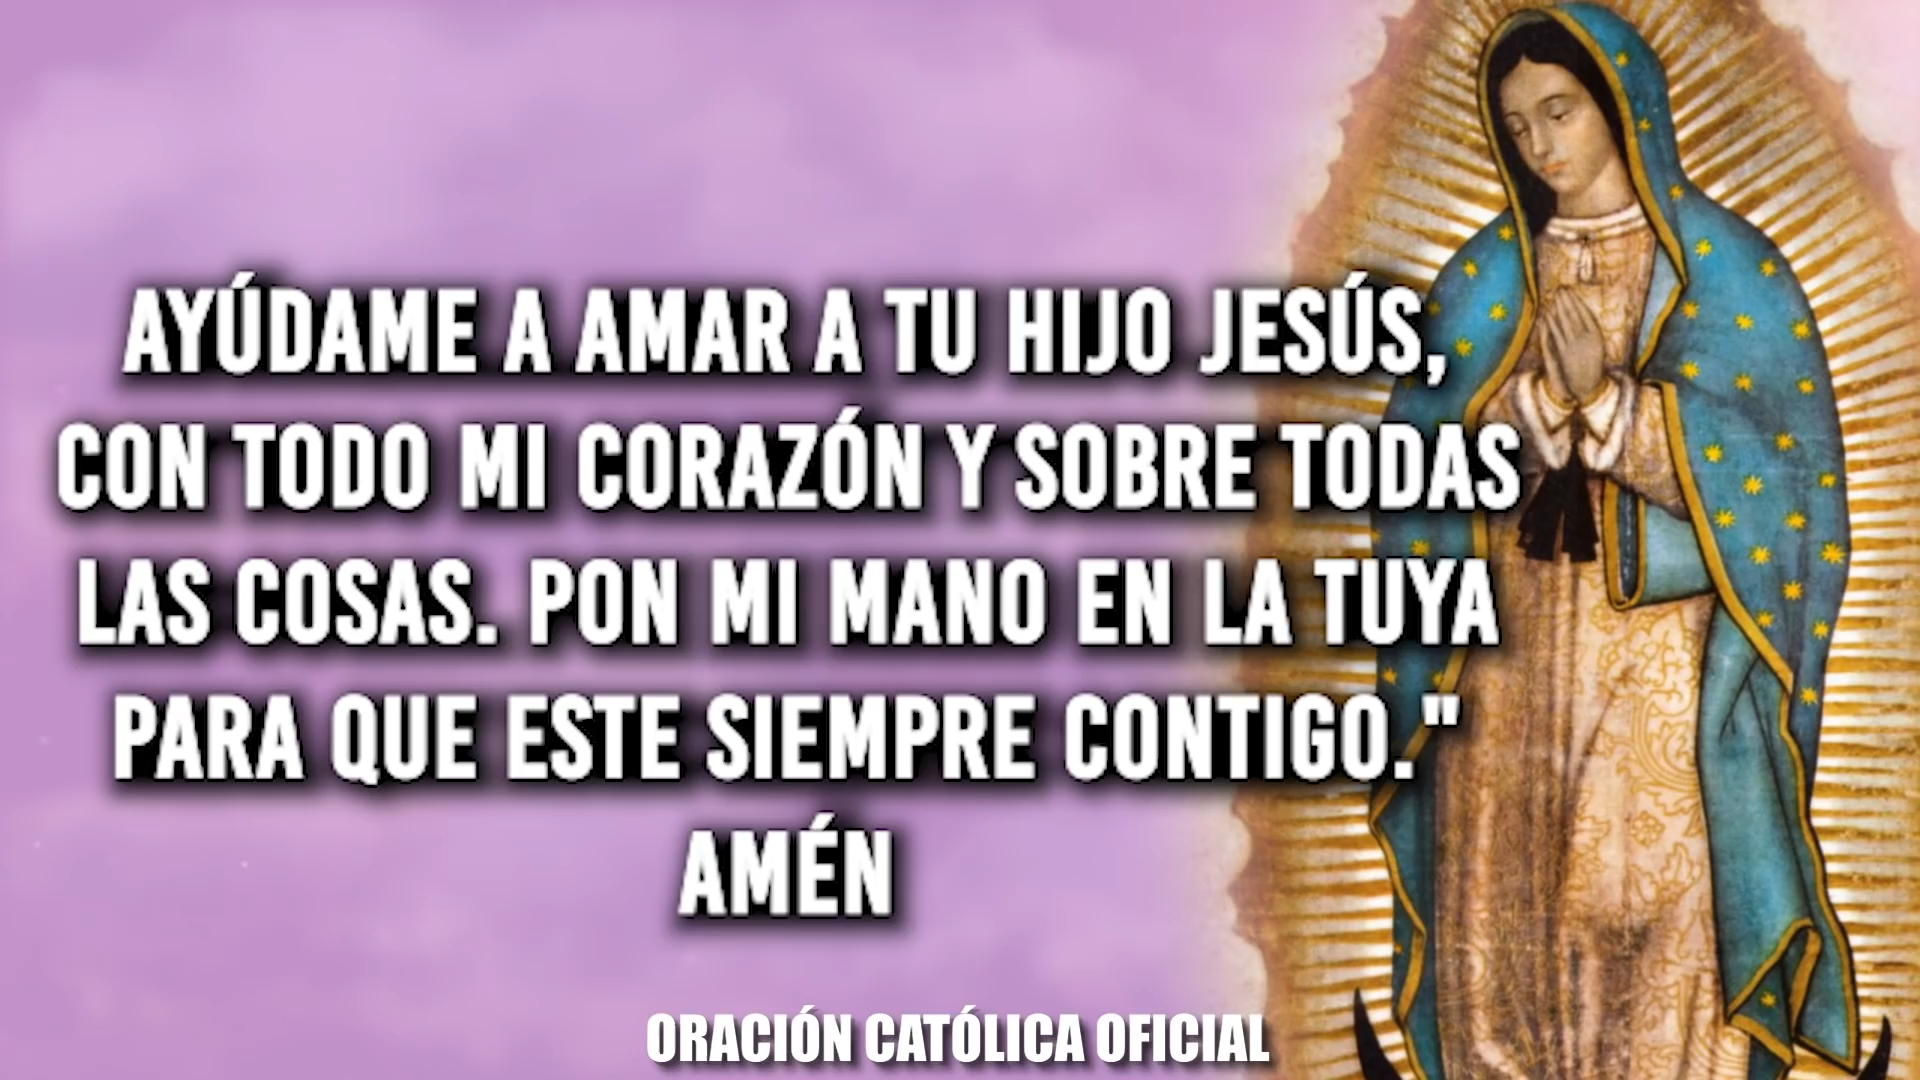 AYÚDAME A AMAR A TU HIJO JESÚS,
CON TODO MI CORAZÓN Y SOBRE TODAS
LAS COSAS. PON MI MANO EN LA TUYA
PARA QUE ESTE SIEMPRE CONTIGO."
AMÉN
ORACIÓN CATÓLICA OFICIAL